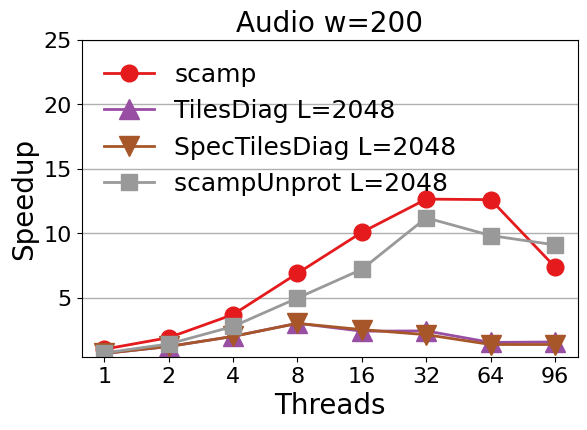 Audio w=200
Speedup
25
20
15
10
5
scamp
TilesDiag L=2048
SpecTilesDiag L=2048
scampUnprot L=2048
1 2 4 8 16 32 64 96
Threads